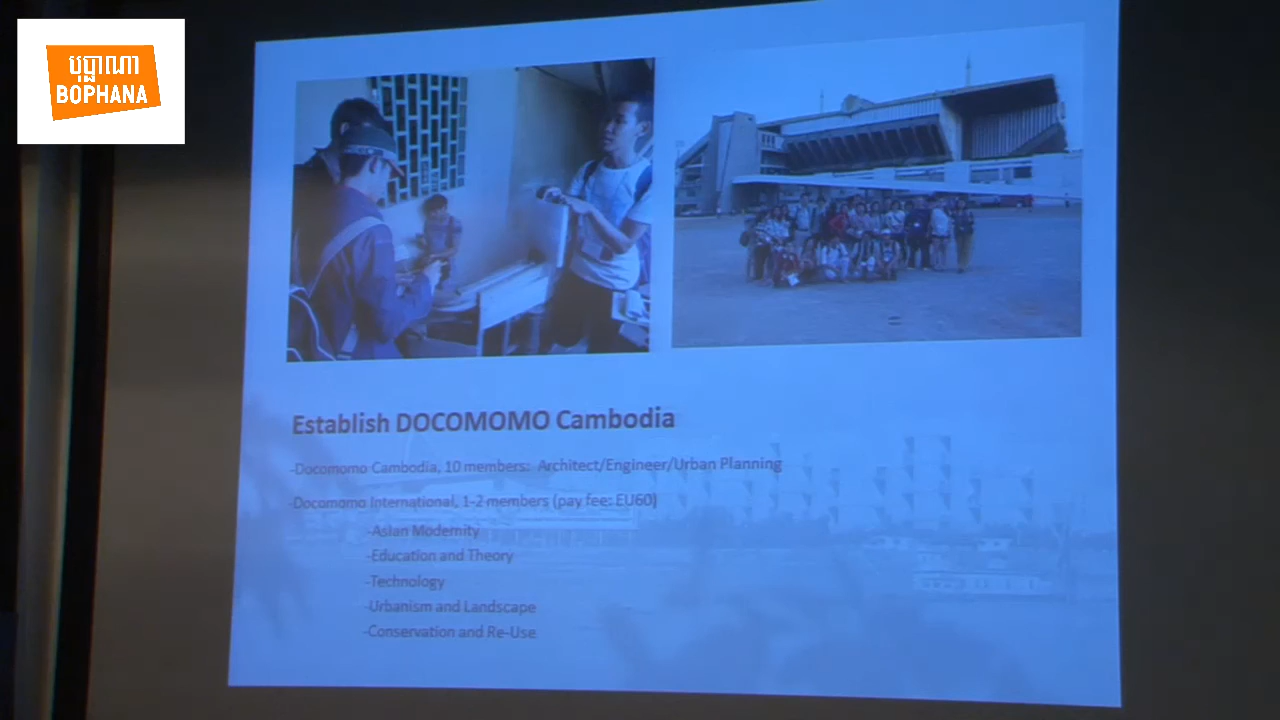 បុប្ផាណា
BOPHANA
Establish DOCOMOMO Cambodia
-Docomomo Cambodia, 10 members: Architect/Engineer/Urban Planning
-Docomomo International, 1-2 members (pay fee: EU60)
-Asian Modernity
-Education and Theory
-Technology
-Urbanism and Landscape
-Conservation and Re-Use